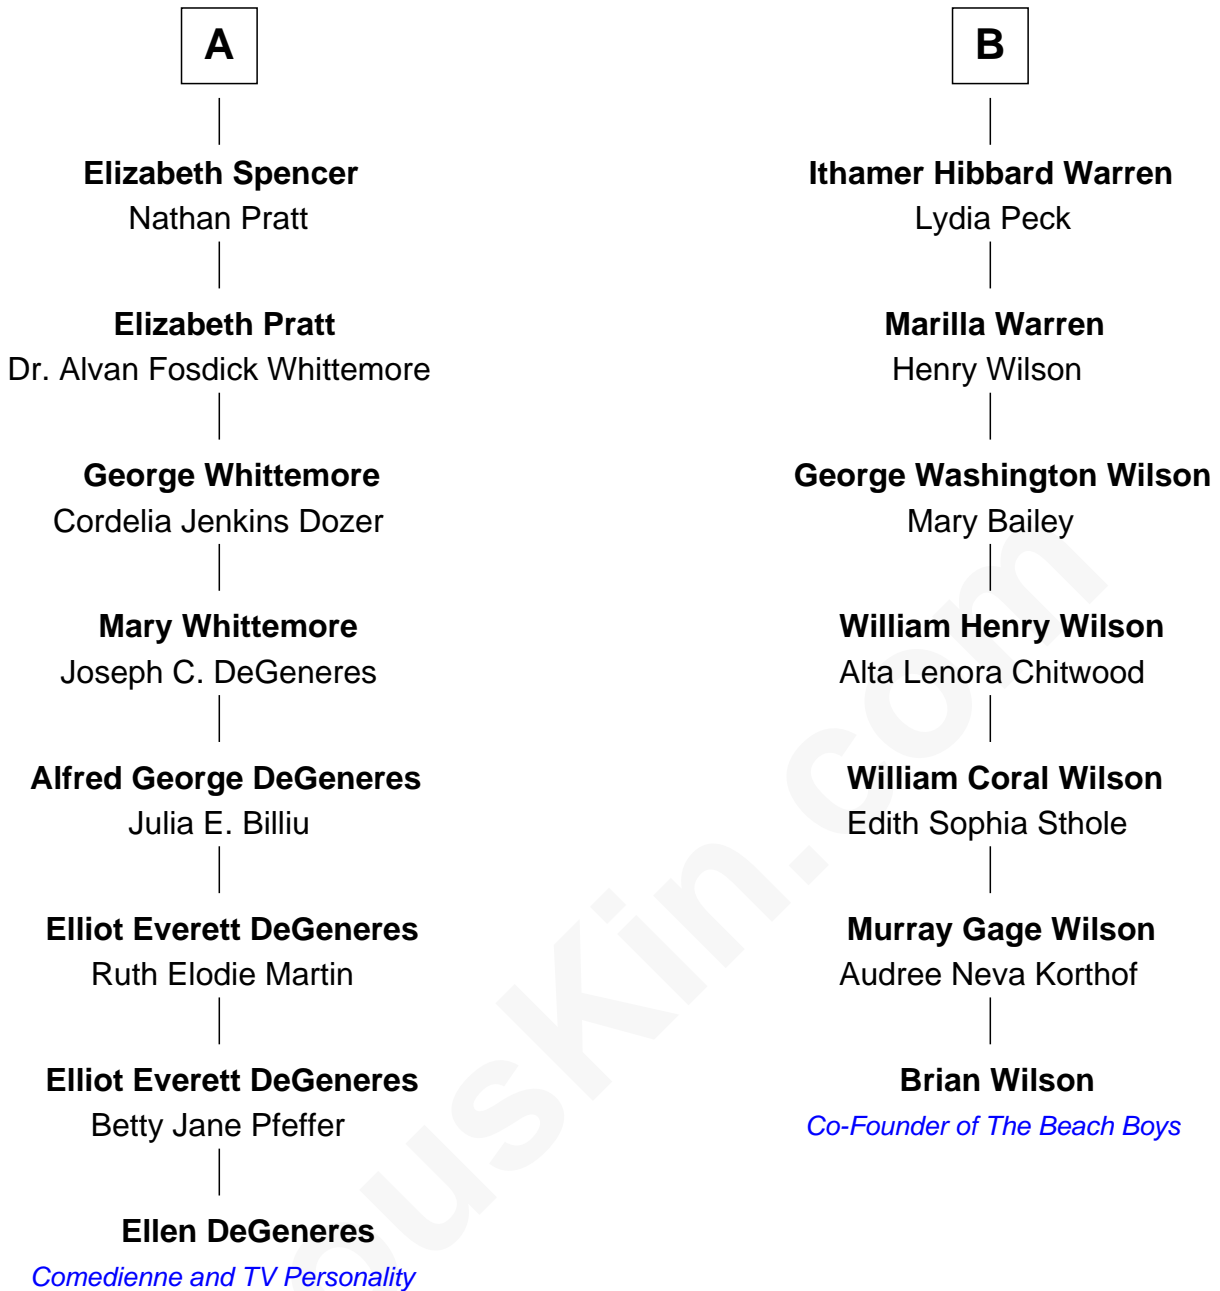 A
Elizabeth Spencer
Nathan Pratt
Elizabeth Pratt
Dr. Alvan Fosdick Whittemore
George Whittemore
Cordelia Jenkins Dozer
Mary Whittemore
Joseph C. DeGeneres
Alfred George DeGeneres
Julia E. Billiu
Elliot Everett DeGeneres
Ruth Elodie Martin
Elliot Everett DeGeneres
Betty Jane Pfeffer
Ellen DeGeneres
Comedienne and TV Personality
B
Ithamer Hibbard Warren
Lydia Peck
Marilla Warren
Henry Wilson
George Washington Wilson
Mary Bailey
William Henry Wilson
Alta Lenora Chitwood
William Coral Wilson
Edith Sophia Sthole
Murray Gage Wilson
Audree Neva Korthof
Brian Wilson
Co-Founder of The Beach Boys
ousKin.com